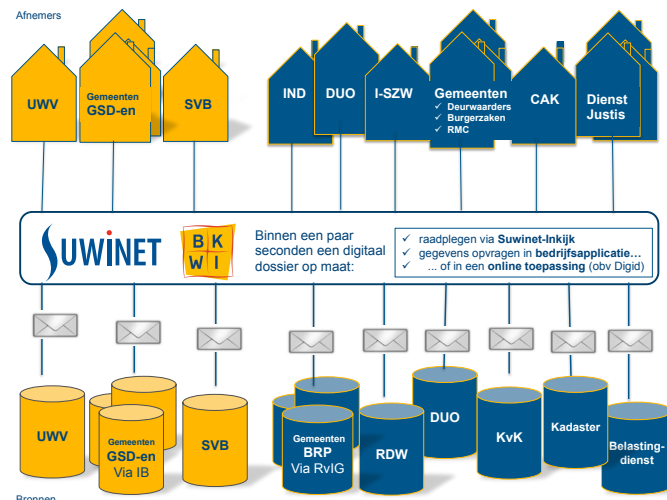 Afnemers
UWV
Gemeenten
GSD-en
SVB
IND
DUO
I-SZW
Gemeenten
✓ Deurwaarders
✓ Burgerzaken
✓ RMC
CAK
Dienst
Justis
SUWINET
BK
WI
Binnen een paar
seconden een digitaal
dossier op maat:
✓ raadplegen via Suwinet-Inkijk
✓ gegevens opvragen in bedrijfsapplicatie…
✓ ... of in een online toepassing (obv Digid)
UWV
Gemeenten
GSD-en
Via IB
SVB
Gemeenten
BRP
Via RvIG
RDW
DUO
KvK
Kadaster
Belasting-
dienst
Bronnen